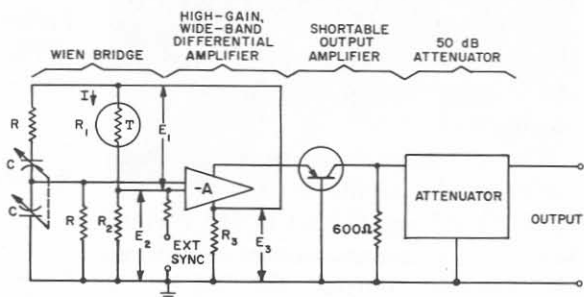 HIGH-GAIN,
WIDE-BAND
DIFFERENTIAL
AMPLIFIER
SHORTABLE
OUTPUT
AMPLIFIER
50 dB
ATTENUATOR
WIEN BRIDGE
I
R
R1
T
E1
C
C
-A
R
R2
E2
EXT
SYNC
R3
E3
600Ω
ATTENUATOR
OUTPUT